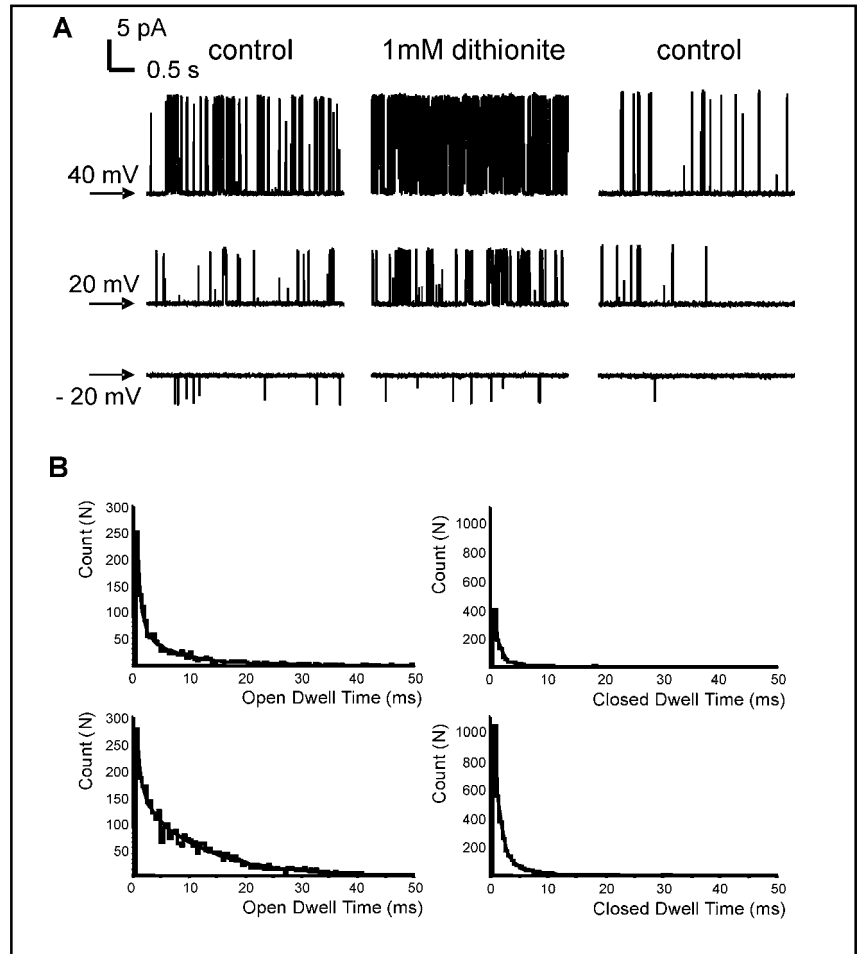 A
5 pA
0.5 s
control 1mM dithionite control
40 mV
20 mV
- 20 mV
B
Count (N)
300
250
200
150
100
50
0 10 20 30 40 50
Open Dwell Time (ms)
Count (N)
1000
800
600
400
200
0 10 20 30 40 50
Closed Dwell Time (ms)
Count (N)
300
250
200
150
100
50
0 10 20 30 40 50
Open Dwell Time (ms)
Count (N)
1000
800
600
400
200
0 10 20 30 40 50
Closed Dwell Time (ms)